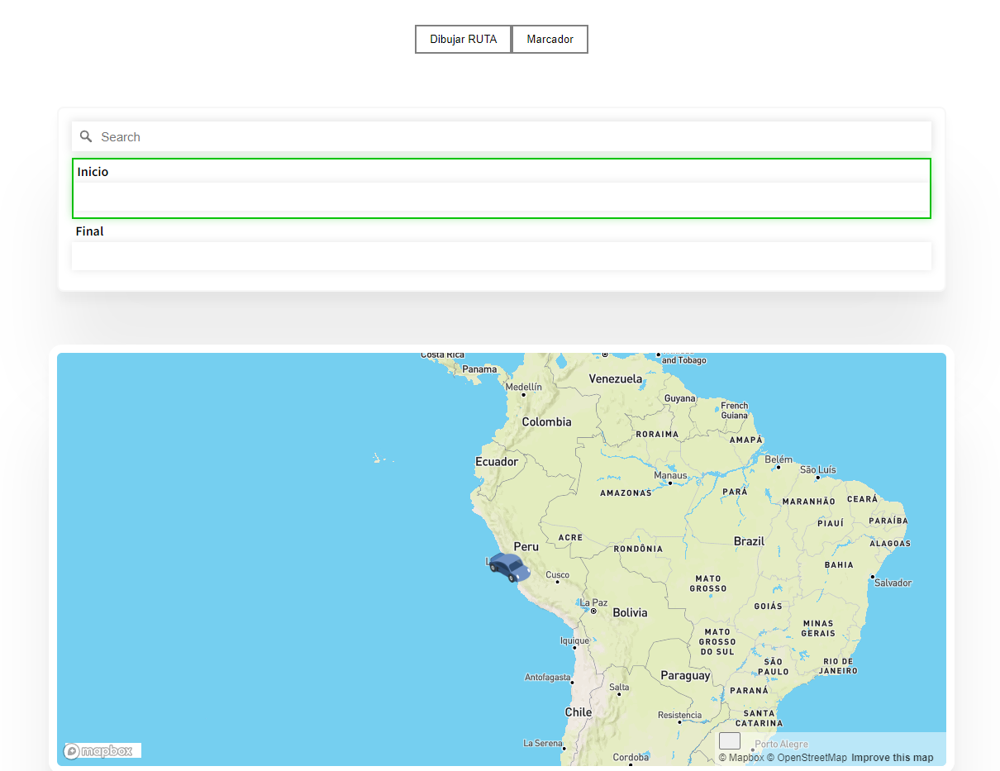 Dibujar RUTA
Marcador
Search
Inicio
Final
Costa Rica
Panama
and Tobago
Medellín
Venezuela
Guyana
French
Guiana
Colombia
RORAIMA
AMAPÁ
Ecuador
Belém
São Luís
Manaus
AMAZONAS
PARÁ
MARANHÃO
CEARÁ
PIAUÍ
PARAÍBA
ACRE
Peru
RONDÔNIA
Brazil
ALAGOAS
BAHIA
Cusco
MATO
GROSSO
Salvador
La Paz
Bolivia
GOIÁS
MINAS
GERAIS
Iquique
MATO
GROSSO
DO SUL
SÃO
PAULO
RIO DE
JANEIRO
Antofagasta
Paraguay
Salta
PARANÁ
Chile
Resistencia
SANTA
CATARINA
La Serena
Porto Alegre
mapbox
Cordoba
© Mapbox © OpenStreetMap Improve this map